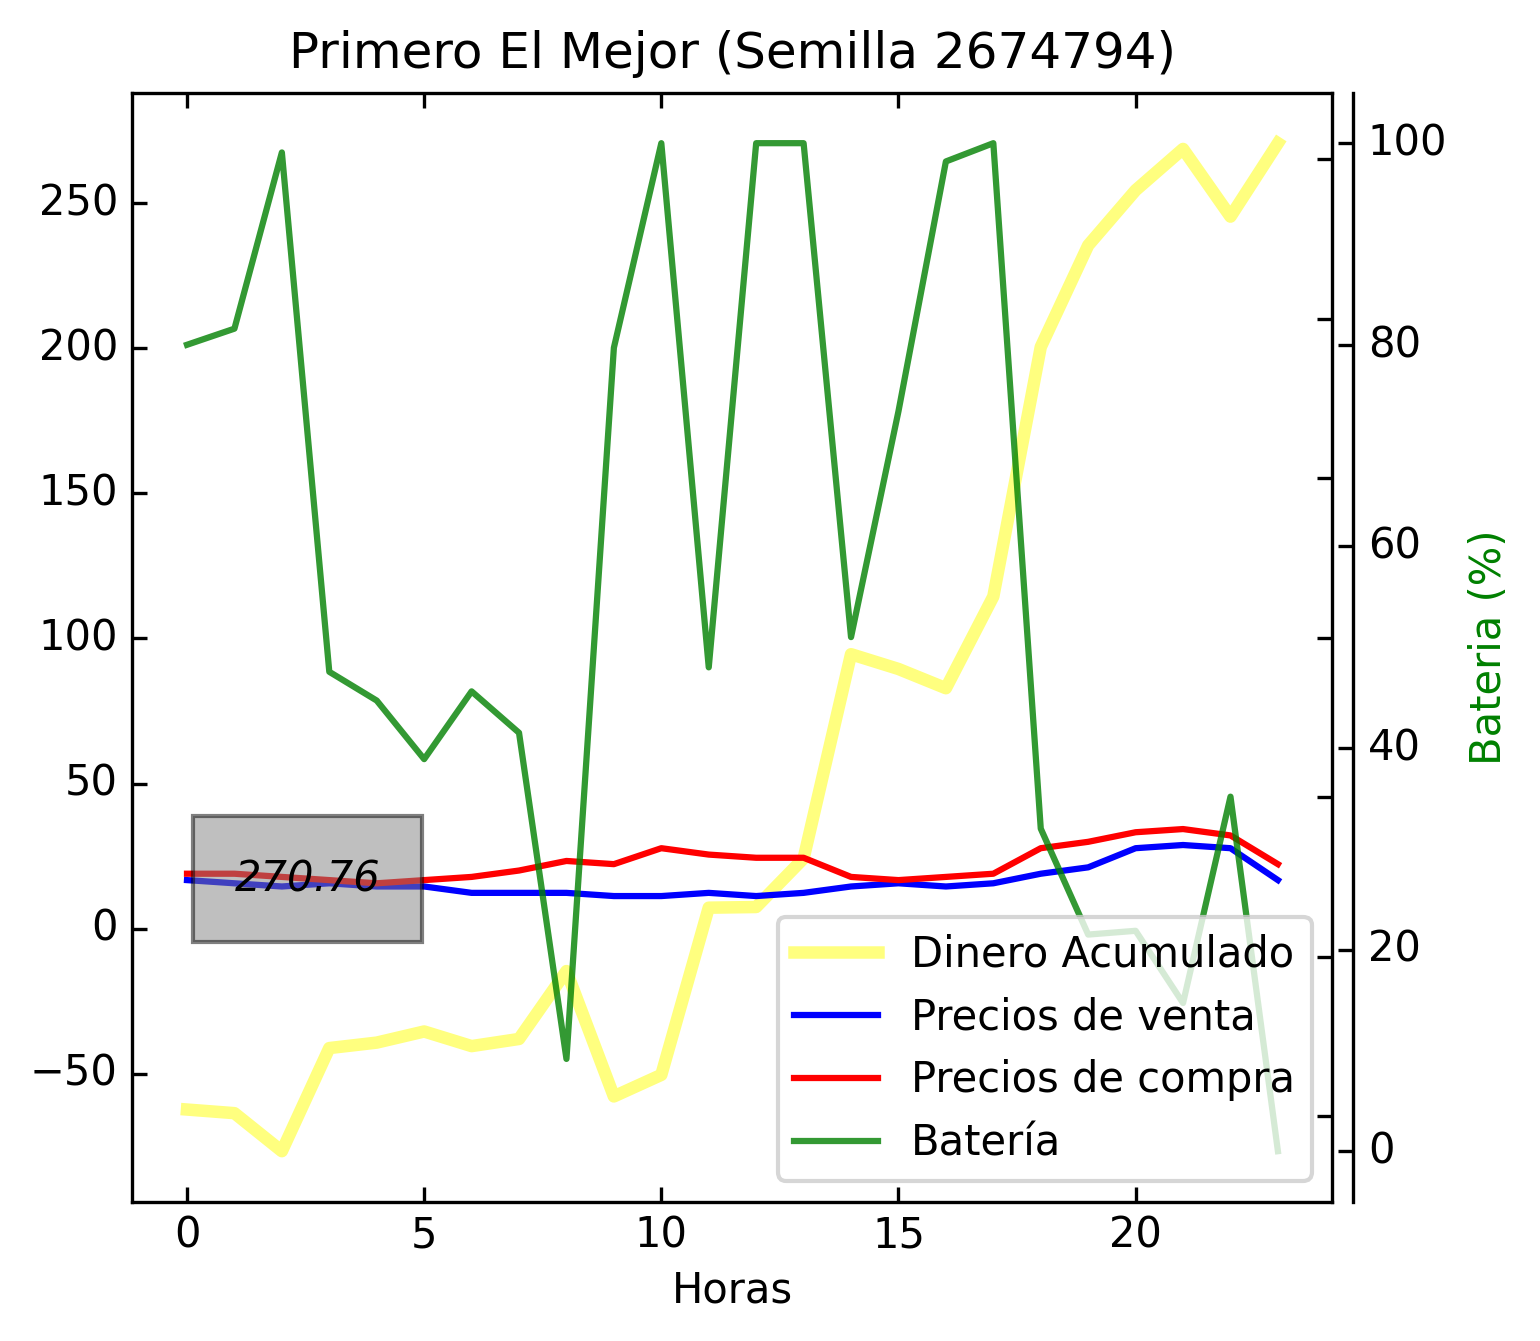 Primero El Mejor (Semilla 2674794)
250
200
150
100
50
0
−50
100
80
60
40
20
0
Bateria (%)
270.76
Dinero Acumulado
Precios de venta
Precios de compra
Batería
0 5 10 15 20
Horas